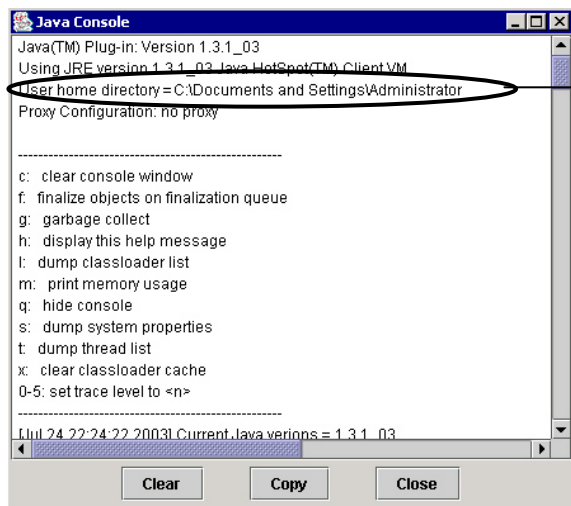 Java Console
Java(TM) Plug-in: Version 1.3.1_03
Using JRE version 1.3.1_03 Java HotSpot(TM) Client VM
User home directory = C:\Documents and Settings\Administrator
Proxy Configuration: no proxy
----------------------------------------------------
c: clear console window
f: finalize objects on finalization queue
g: garbage collect
h: display this help message
l: dump classloader list
m: print memory usage
q: hide console
s: dump system properties
t: dump thread list
x: clear classloader cache
0-5: set trace level to <n>
----------------------------------------------------
[Jul 24 22:24:22 2003] Current Java verions = 1.3.1_03
Clear Copy Close